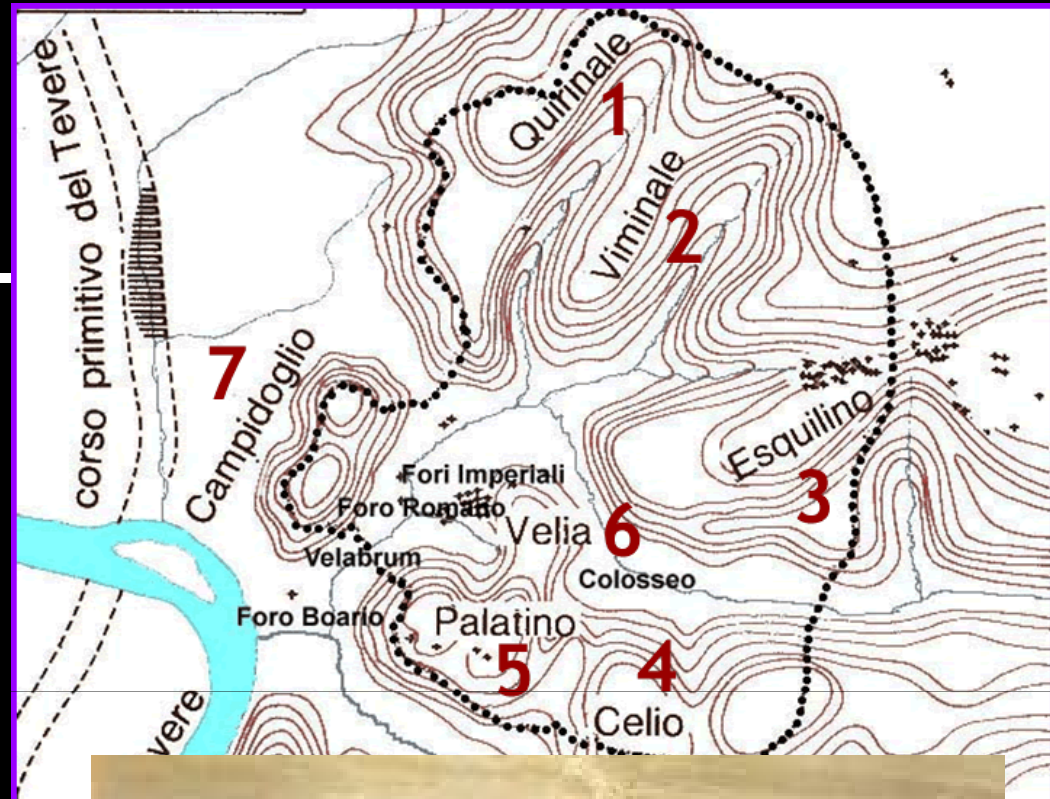 corso primitivo del Tevere
Quirinale
1
Viminale
2
7
Campidoglio
Esquilino
3
Fori Imperiali
Foro Romano
Velia
6
Velabrum
Colosseo
Foro Boario
Palatino
5
4
Celio
vere